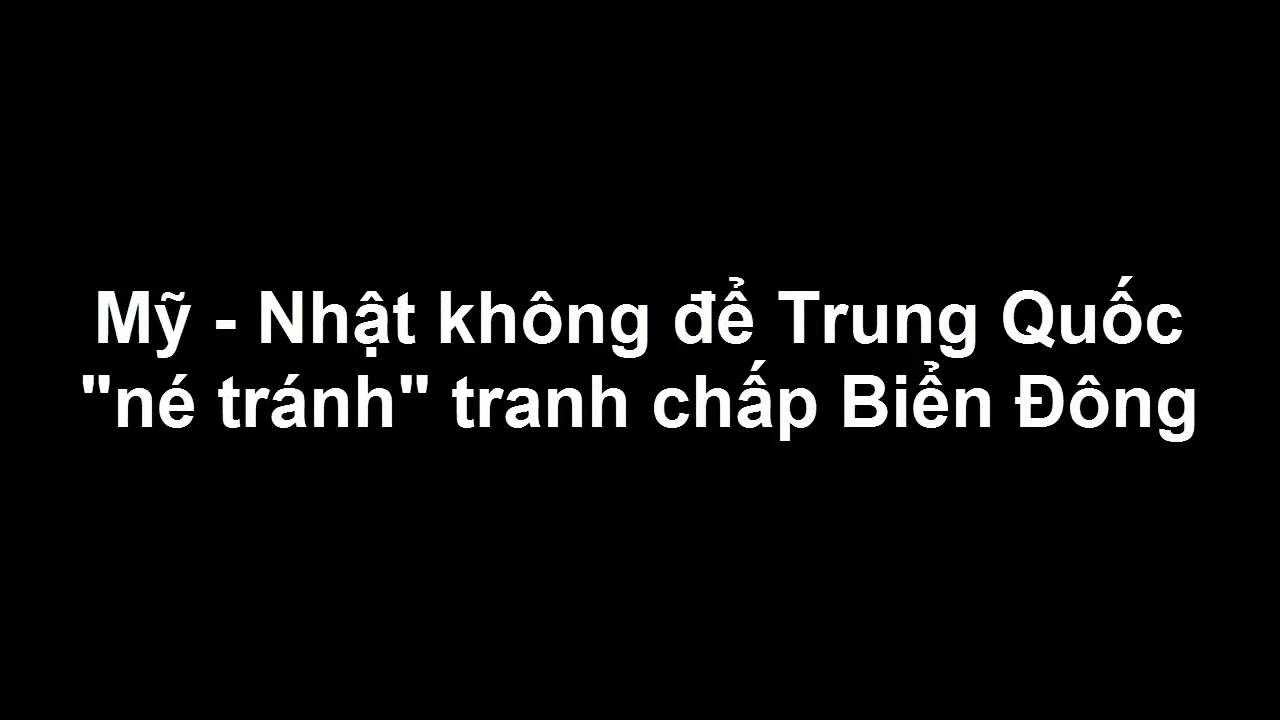 Mỹ - Nhật không để Trung Quốc
"né tránh" tranh chấp Biển Đông